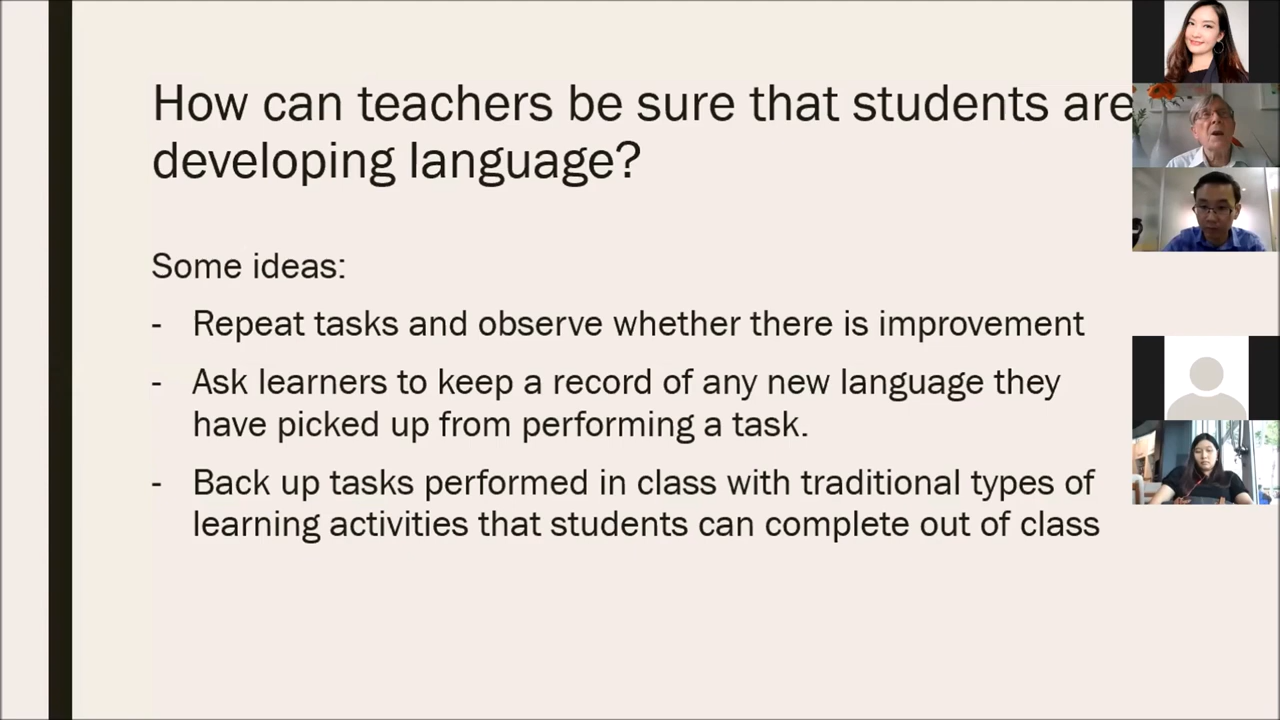 How can teachers be sure that students are
developing language?
Some ideas:
- Repeat tasks and observe whether there is improvement
- Ask learners to keep a record of any new language they
have picked up from performing a task.
- Back up tasks performed in class with traditional types of
learning activities that students can complete out of class